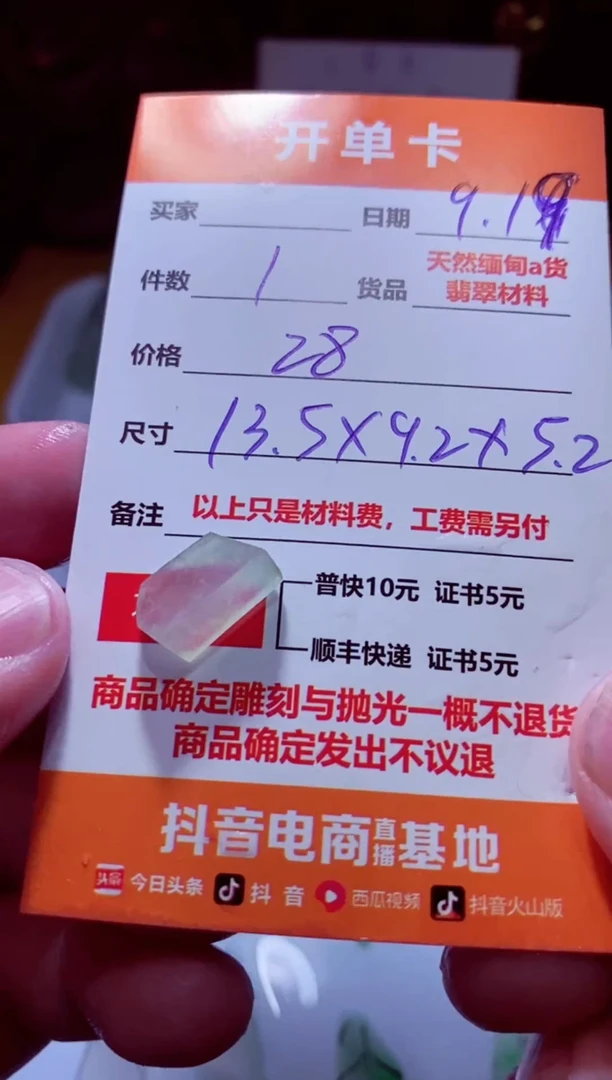 开单卡
买家 日期 9.19
件数 1 货品 天然缅甸a货
翡翠材料
价格 28
尺寸 13.5X9.2X5.2
备注 以上只是材料费，工费需另付
普快10元 证书5元
顺丰快递 证书5元
商品确定雕刻与抛光一概不退货
商品确定发出不议退
抖音电商直播基地
头条 今日头条 抖音 西瓜视频 抖音火山版